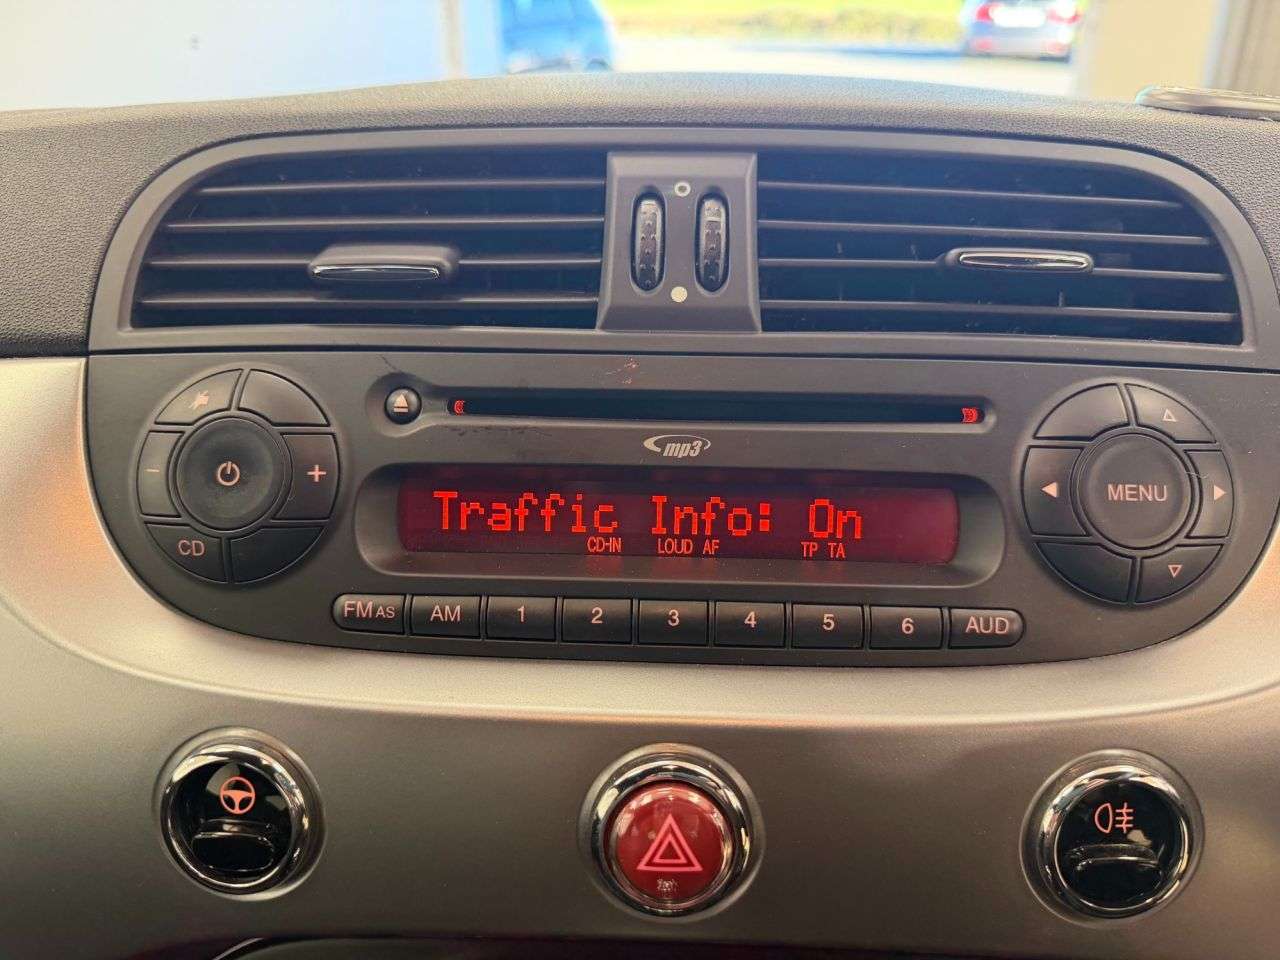 mp3
Traffic Info: On
CD-IN LOUD AF TP TA
- +
CD
MENU
FM AS AM 1 2 3 4 5 6 AUD